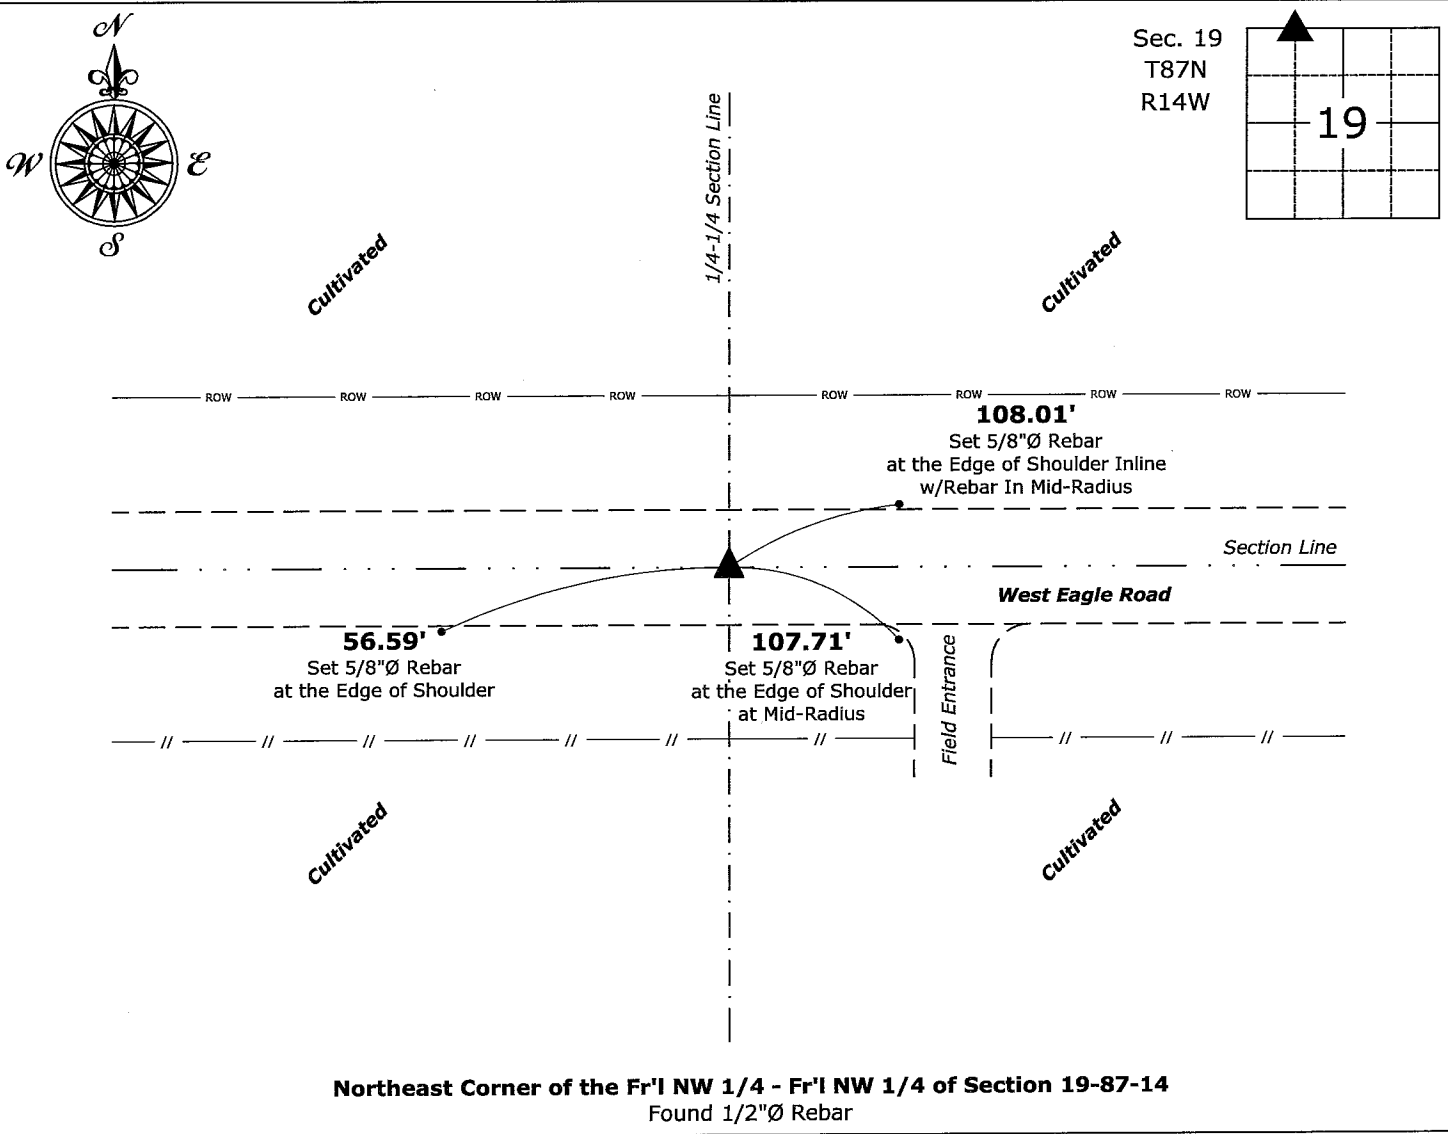 N
W
E
S
Sec. 19
T87N
R14W
19
1/4-1/4 Section Line
Cultivated
Cultivated
ROW ROW ROW ROW ROW ROW ROW ROW
108.01'
Set 5/8"Ø Rebar
at the Edge of Shoulder Inline
w/Rebar In Mid-Radius
Section Line
West Eagle Road
56.59'
Set 5/8"Ø Rebar
at the Edge of Shoulder
107.71'
Set 5/8"Ø Rebar
at the Edge of Shoulder
at Mid-Radius
Field Entrance
// // // // // // // // // //
Cultivated
Cultivated
Northeast Corner of the Fr'l NW 1/4 - Fr'l NW 1/4 of Section 19-87-14
Found 1/2"Ø Rebar